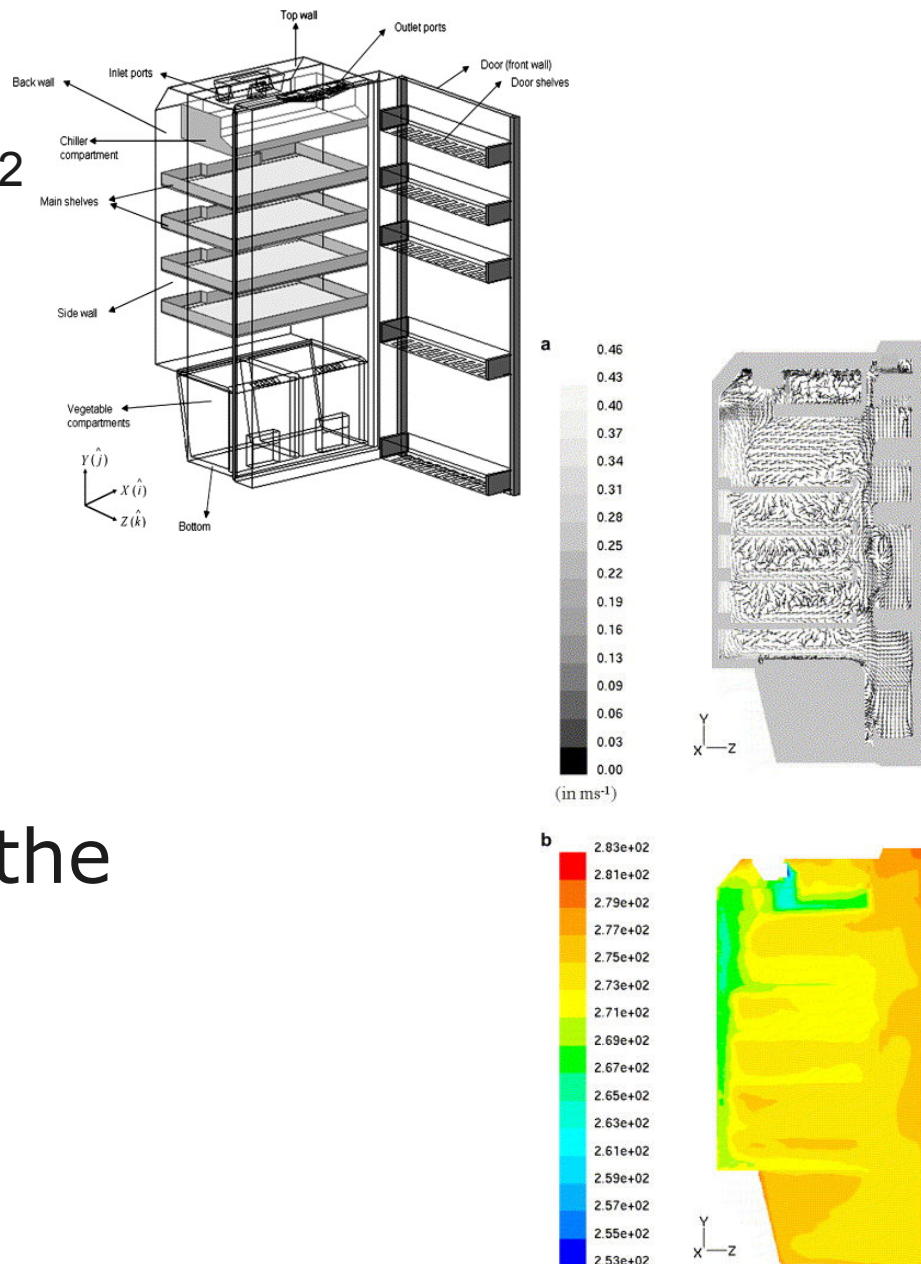 Top wall
Outlet ports
Inlet ports
Door (front wall)
Back wall
Door shelves
Chiller
compartment
2
Main shelves
Side wall
Vegetable
compartments
Y(ĵ)
X(î)
Z(k̂)
Bottom
a
0.46
0.43
0.40
0.37
0.34
0.31
0.28
0.25
0.22
0.19
0.16
0.13
0.09
0.06
0.03
0.00
(in ms⁻¹)
Y
X
Z
the
b
2.83e+02
2.81e+02
2.79e+02
2.77e+02
2.75e+02
2.73e+02
2.71e+02
2.69e+02
2.67e+02
2.65e+02
2.63e+02
2.61e+02
2.59e+02
2.57e+02
2.55e+02
2.53e+02
Y
X
Z